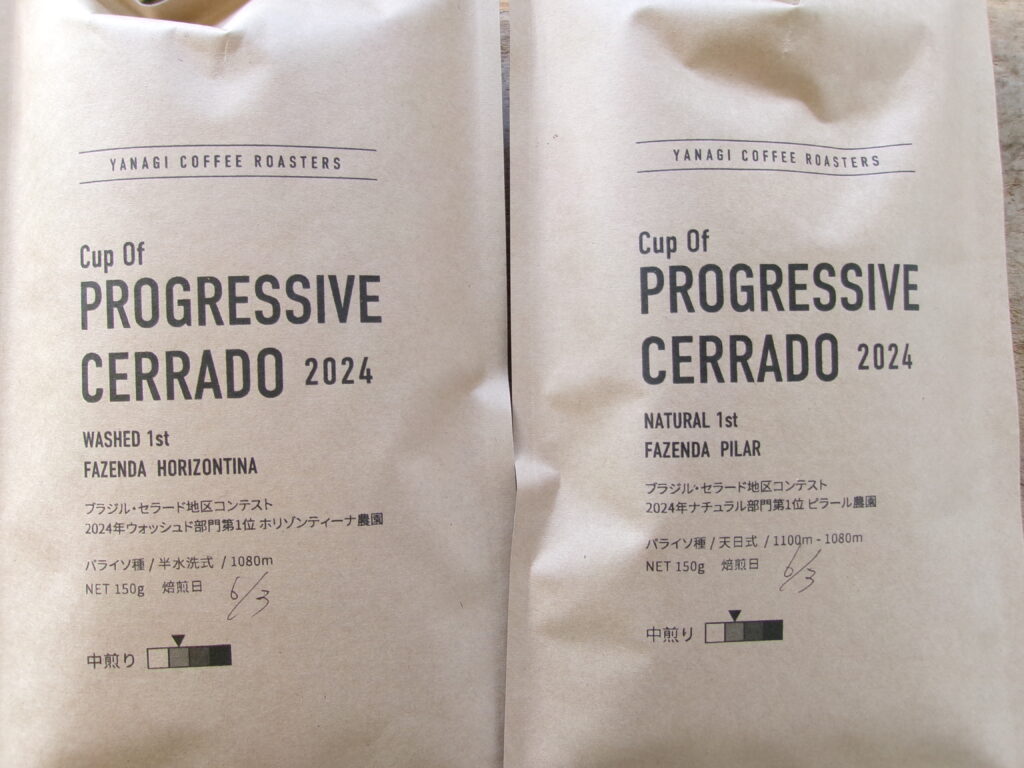 YANAGI COFFEE ROASTERS
Cup Of
PROGRESSIVE
CERRADO 2024
WASHED 1st
FAZENDA HORIZONTINA
ブラジル・セラード地区コンテスト
2024年ウォッシュド部門第1位 ホリゾンティーナ農園
パライソ種 / 半水洗式 / 1080m
NET 150g 焙煎日 6/3
中煎り
YANAGI COFFEE ROASTERS
Cup Of
PROGRESSIVE
CERRADO 2024
NATURAL 1st
FAZENDA PILAR
ブラジル・セラード地区コンテスト
2024年ナチュラル部門第1位 ピラール農園
パライソ種 / 天日式 / 1100m - 1080m
NET 150g 焙煎日 6/3
中煎り